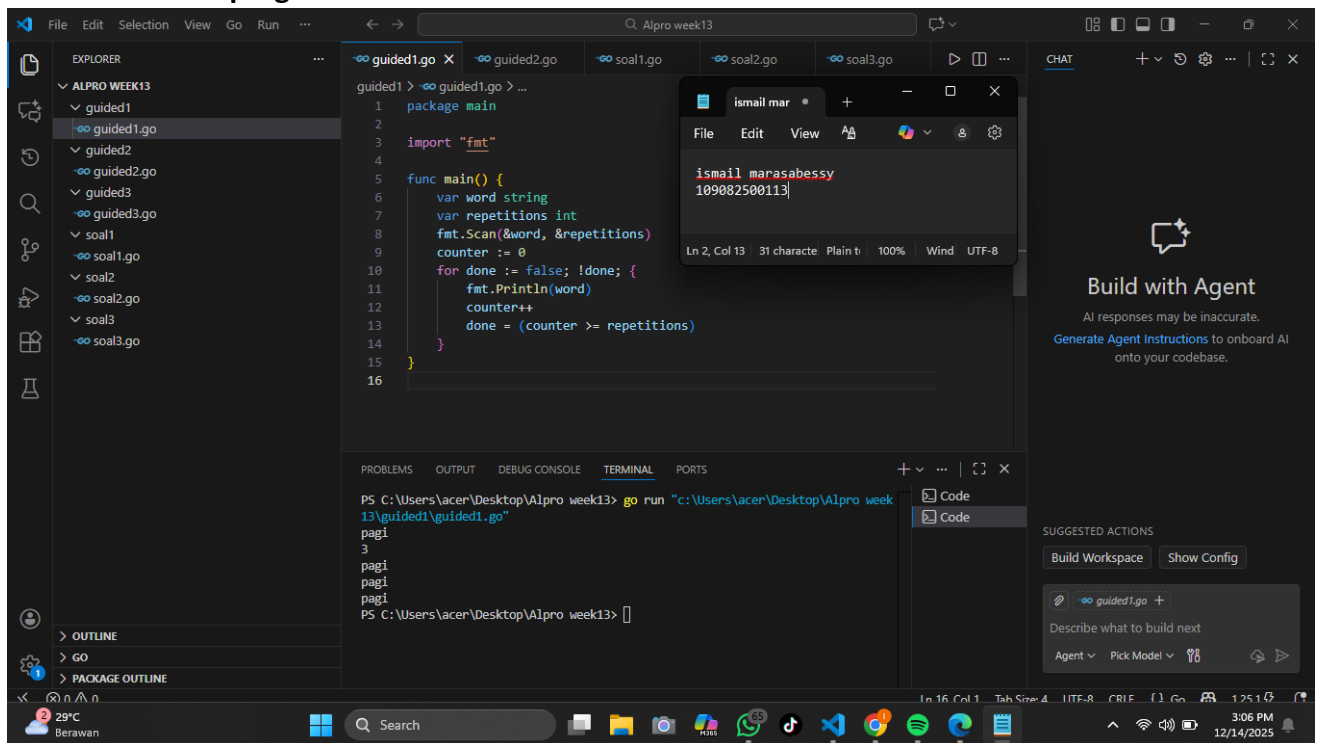 File Edit Selection View Go Run ···
Alpro week13
EXPLORER
ALPRO WEEK13
guided1
guided1.go
guided2
guided2.go
guided3
guided3.go
soal1
soal1.go
soal2
soal2.go
soal3
soal3.go
OUTLINE
GO
PACKAGE OUTLINE
guided1.go guided2.go soal1.go soal2.go soal3.go
guided1 > guided1.go > ...
1 package main
2
3 import "fmt"
4
5 func main() {
6 var word string
7 var repetitions int
8 fmt.Scan(&word, &repetitions)
9 counter := 0
10 for done := false; !done; {
11 fmt.Println(word)
12 counter++
13 done = (counter >= repetitions)
14 }
15 }
16
ismail mar
File Edit View
ismail marasabessy
109082500113
Ln 2, Col 13 31 characte Plain t 100% Wind UTF-8
PROBLEMS OUTPUT DEBUG CONSOLE TERMINAL PORTS
PS C:\Users\acer\Desktop\Alpro week13> go run "c:\Users\acer\Desktop\Alpro week
13\guided1\guided1.go"
pagi
3
pagi
pagi
pagi
PS C:\Users\acer\Desktop\Alpro week13>
Code
Code
CHAT
Build with Agent
AI responses may be inaccurate.
Generate Agent Instructions to onboard AI
onto your codebase.
SUGGESTED ACTIONS
Build Workspace Show Config
guided1.go
Describe what to build next
Agent Pick Model
1
0 0
Ln 16, Col 1 Tab Size: 4 UTF-8 CRLF {} Go
2
29°C
Berawan
Search
M365
65
3:06 PM
12/14/2025